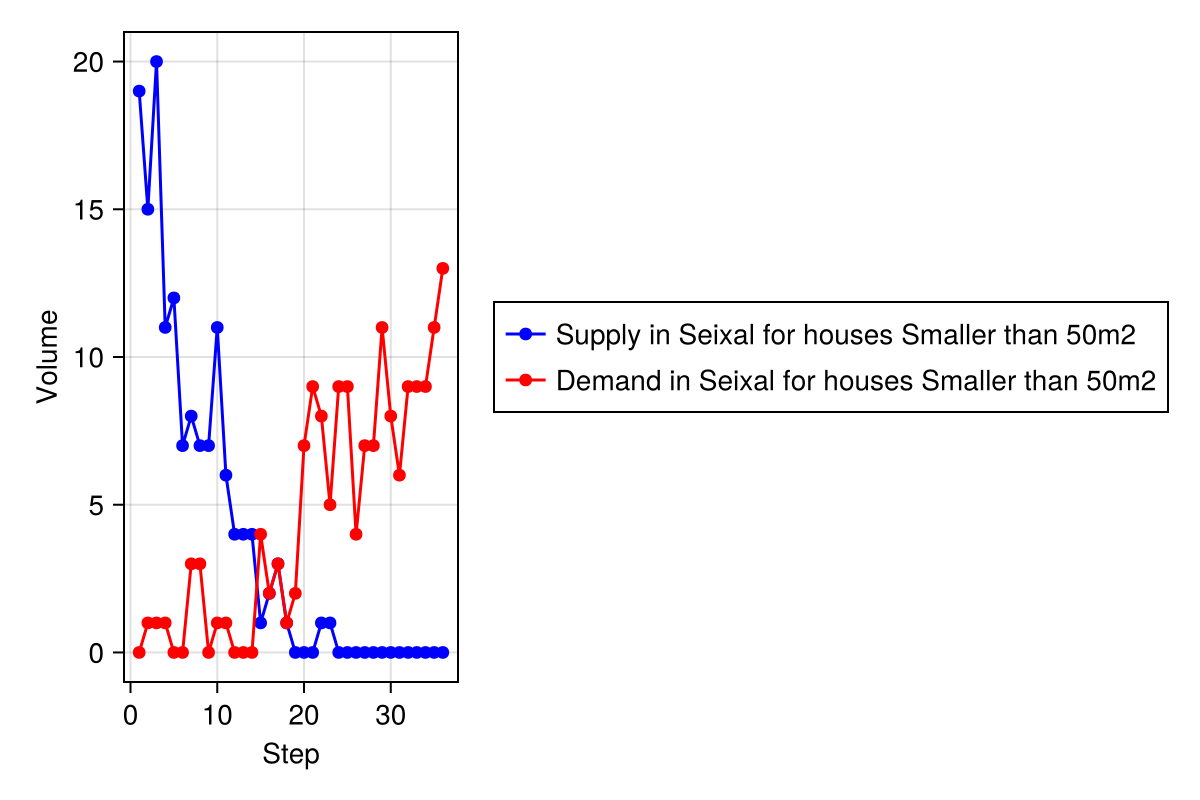 20
15
10
5
0
Volume
0 10 20 30
Step
Supply in Seixal for houses Smaller than 50m2
Demand in Seixal for houses Smaller than 50m2